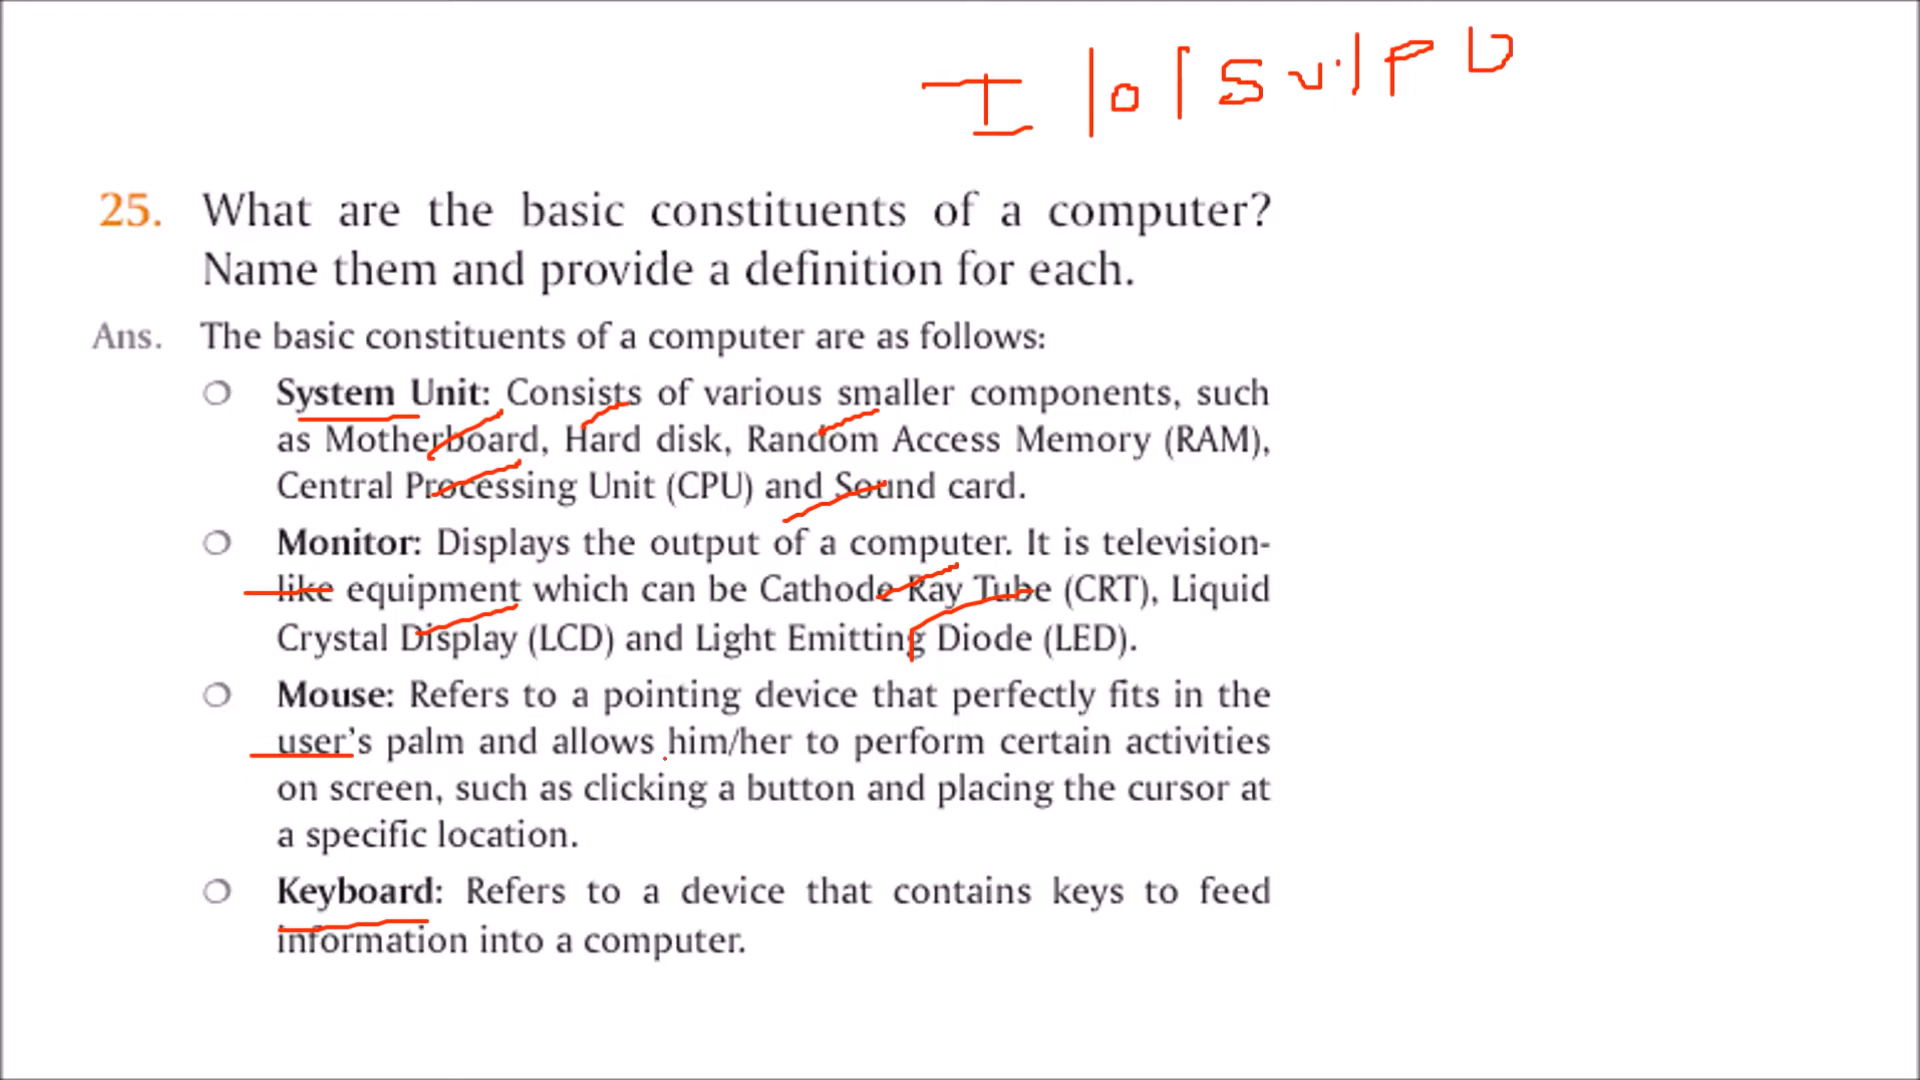 I | o | S U | P D
25. What are the basic constituents of a computer?
Name them and provide a definition for each.
Ans. The basic constituents of a computer are as follows:
System Unit: Consists of various smaller components, such
as Motherboard, Hard disk, Random Access Memory (RAM),
Central Processing Unit (CPU) and Sound card.
Monitor: Displays the output of a computer. It is television-
like equipment which can be Cathode Ray Tube (CRT), Liquid
Crystal Display (LCD) and Light Emitting Diode (LED).
Mouse: Refers to a pointing device that perfectly fits in the
user's palm and allows him/her to perform certain activities
on screen, such as clicking a button and placing the cursor at
a specific location.
Keyboard: Refers to a device that contains keys to feed
information into a computer.